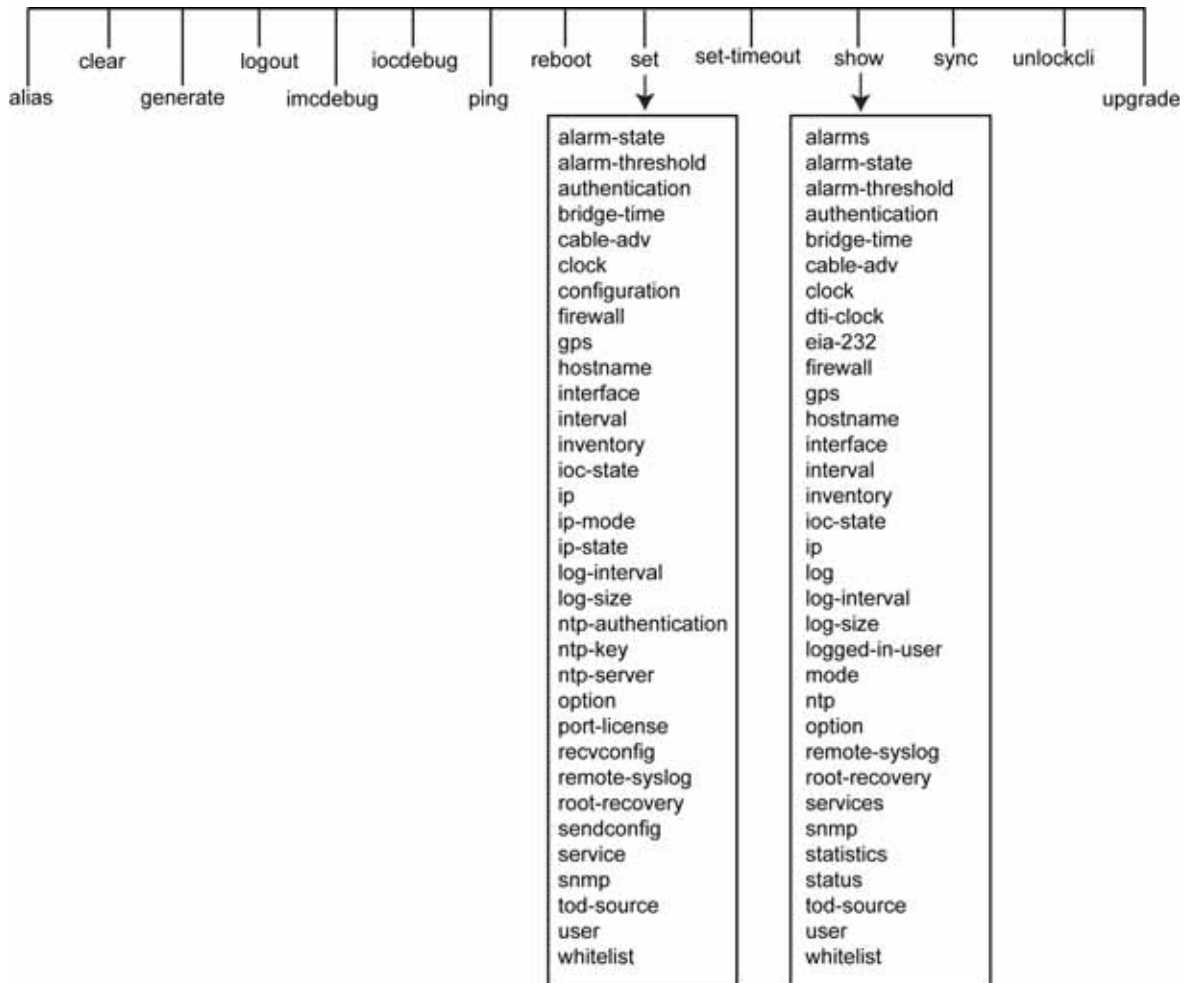 clear logout iocdebug reboot set set-timeout show sync unlockcli
alias generate imcdebug ping upgrade
alarm-state
alarm-threshold
authentication
bridge-time
cable-adv
clock
configuration
firewall
gps
hostname
interface
interval
inventory
ioc-state
ip
ip-mode
ip-state
log-interval
log-size
ntp-authentication
ntp-key
ntp-server
option
port-license
recvconfig
remote-syslog
root-recovery
sendconfig
service
snmp
tod-source
user
whitelist
alarms
alarm-state
alarm-threshold
authentication
bridge-time
cable-adv
clock
dti-clock
eia-232
firewall
gps
hostname
interface
interval
inventory
ioc-state
ip
log
log-interval
log-size
logged-in-user
mode
ntp
option
remote-syslog
root-recovery
services
snmp
statistics
status
tod-source
user
whitelist